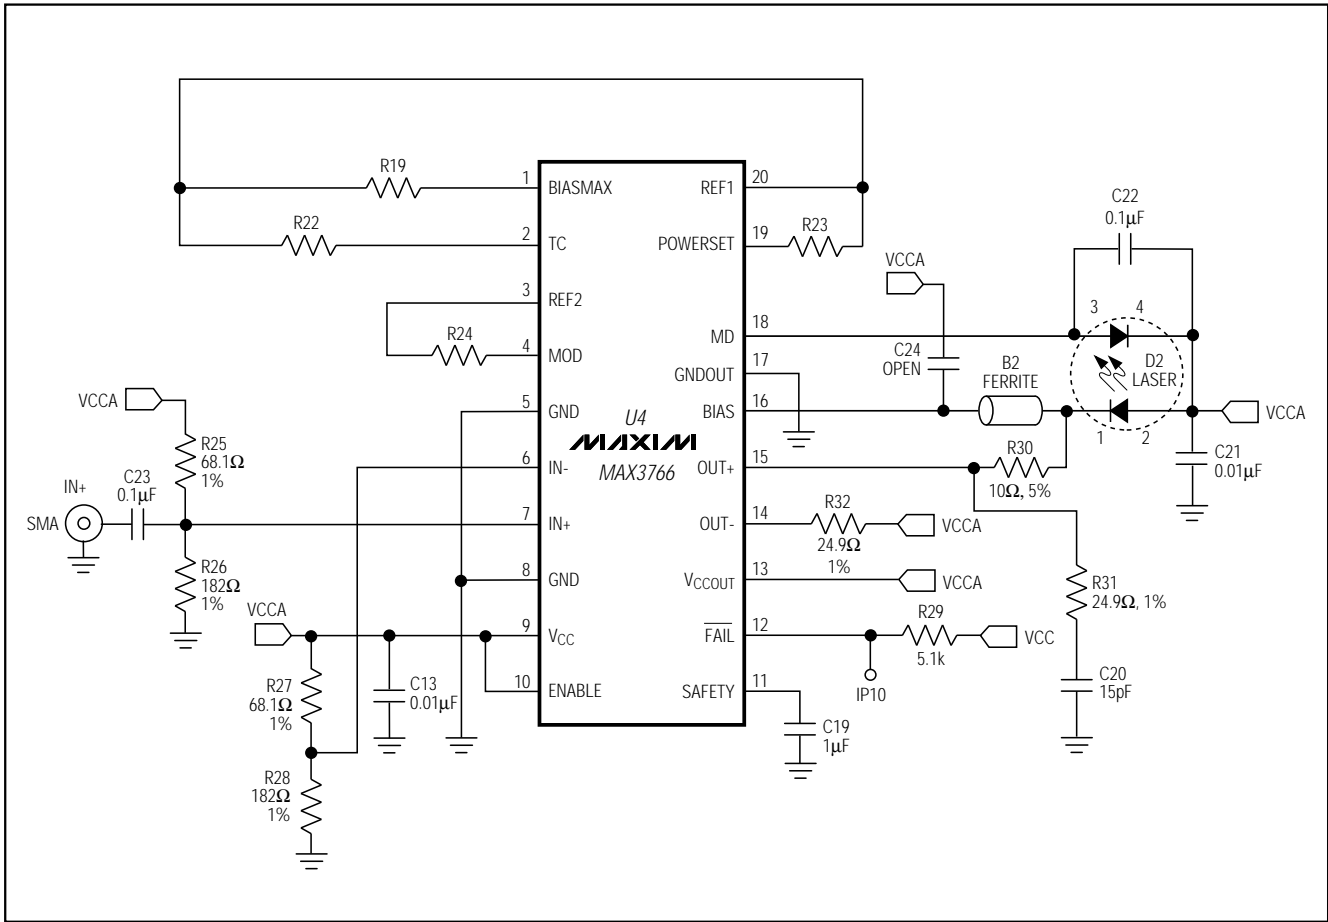 R19
R22
R24
1
BIASMAX
2
TC
3
REF2
4
MOD
5
GND
6
IN-
7
IN+
8
GND
9
VCC
10
ENABLE
U4
MAXIM
MAX3766
REF1
20
POWERSET
19
R23
MD
18
GNDOUT
17
BIAS
16
OUT+
15
OUT-
14
VCCOUT
13
FAIL
12
SAFETY
11
VCCA
R25
68.1Ω
1%
IN+
C23
0.1µF
SMA
R26
182Ω
1%
VCCA
R27
68.1Ω
1%
C13
0.01µF
R28
182Ω
1%
VCCA
C24
OPEN
B2
FERRITE
C22
0.1µF
3
4
D2
LASER
1
2
VCCA
C21
0.01µF
R30
10Ω, 5%
R32
24.9Ω
1%
VCCA
VCCA
R31
24.9Ω, 1%
R29
5.1k
VCC
IP10
C20
15pF
C19
1µF